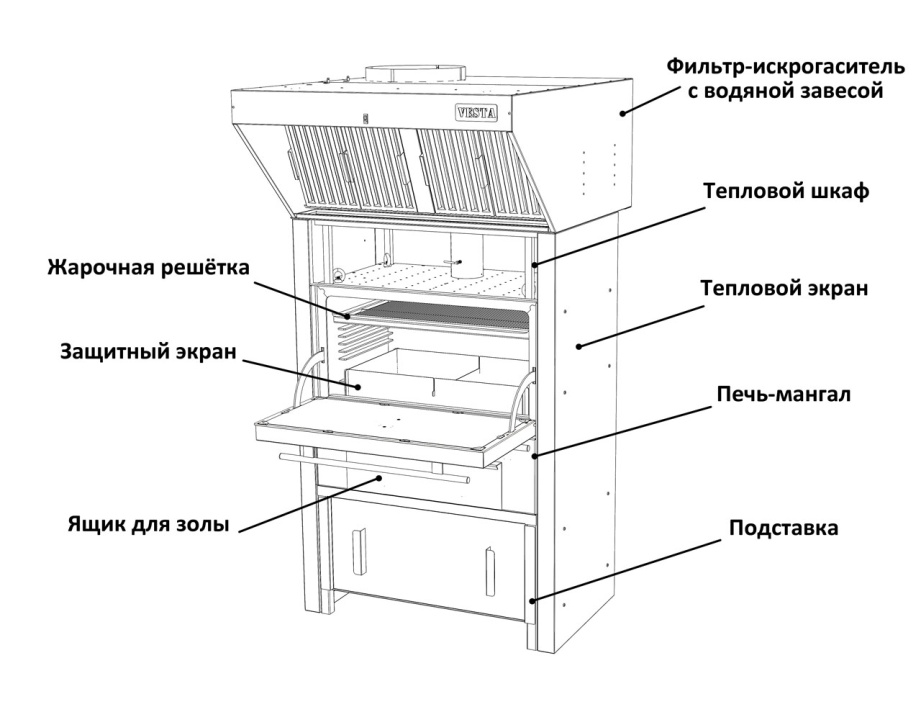 Фильтр-искрогаситель
с водяной завесой
VESTA
Тепловой шкаф
Жарочная решётка
Тепловой экран
Защитный экран
Печь-мангал
Ящик для золы
Подставка